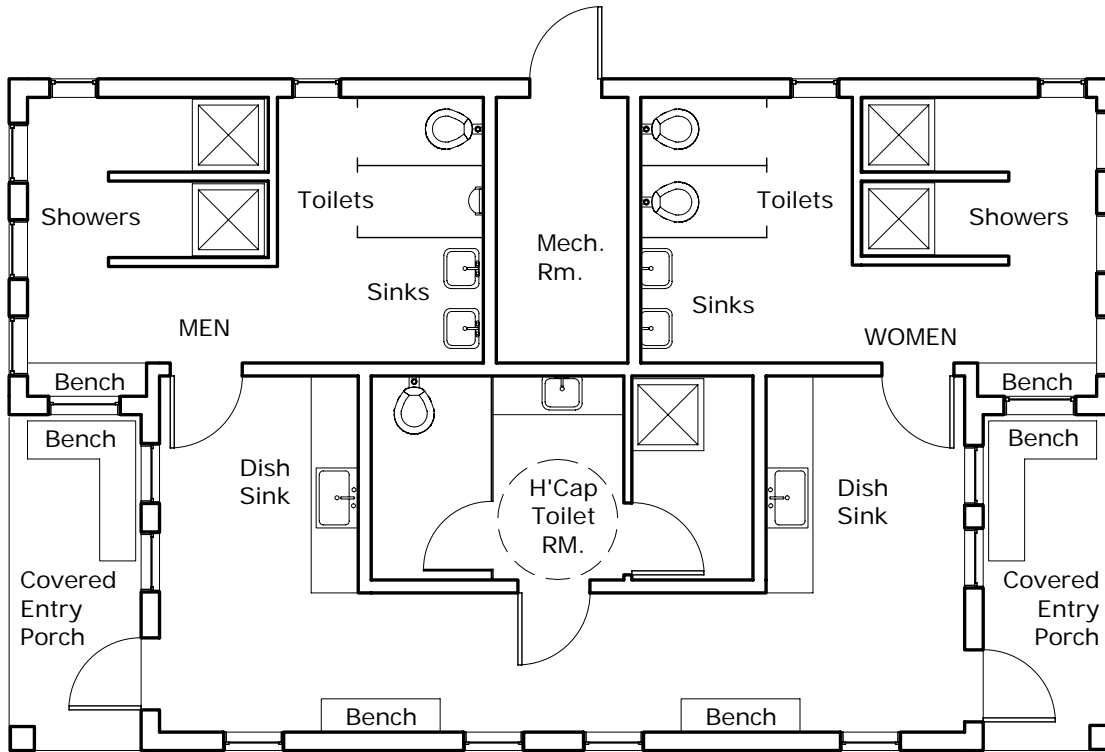 Showers
Toilets
Sinks
MEN
Mech.
Rm.
Toilets
Showers
Sinks
WOMEN
Bench
Bench
Bench
Bench
Dish
Sink
H'Cap
Toilet
RM.
Dish
Sink
Covered
Entry
Porch
Covered
Entry
Porch
Bench
Bench